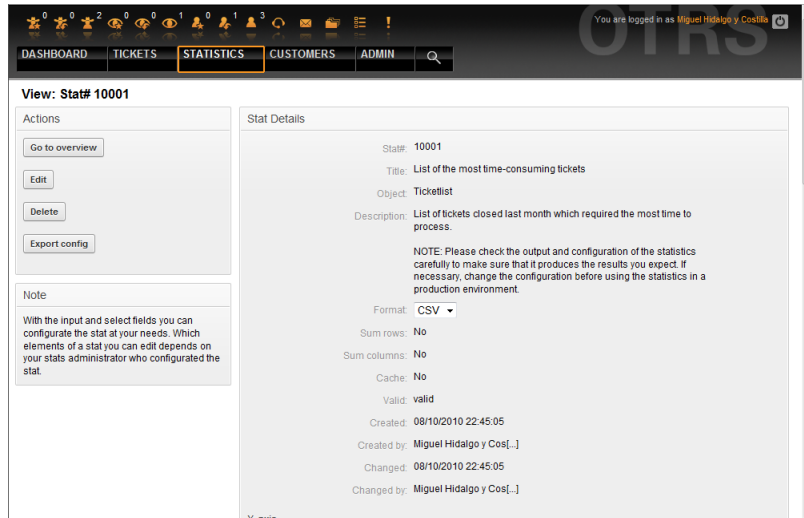 0 0 2 0 0 1 0 1 3
You are logged in as Miguel Hidalgo y Costilla
OTRS
DASHBOARD TICKETS STATISTICS CUSTOMERS ADMIN
View: Stat# 10001
Actions
Go to overview
Edit
Delete
Export config
Note
With the input and select fields you can
configurate the stat at your needs. Which
elements of a stat you can edit depends on
your stats administrator who configurated the
stat.
Stat Details
Stat#: 10001
Title: List of the most time-consuming tickets
Object: Ticketlist
Description: List of tickets closed last month which required the most time to
process.
NOTE: Please check the output and configuration of the statistics
carefully to make sure that it produces the results you expect. If
necessary, change the configuration before using the statistics in a
production environment.
Format: CSV
Sum rows: No
Sum columns: No
Cache: No
Valid: valid
Created: 08/10/2010 22:45:05
Created by: Miguel Hidalgo y Cos[...]
Changed: 08/10/2010 22:45:05
Changed by: Miguel Hidalgo y Cos[...]